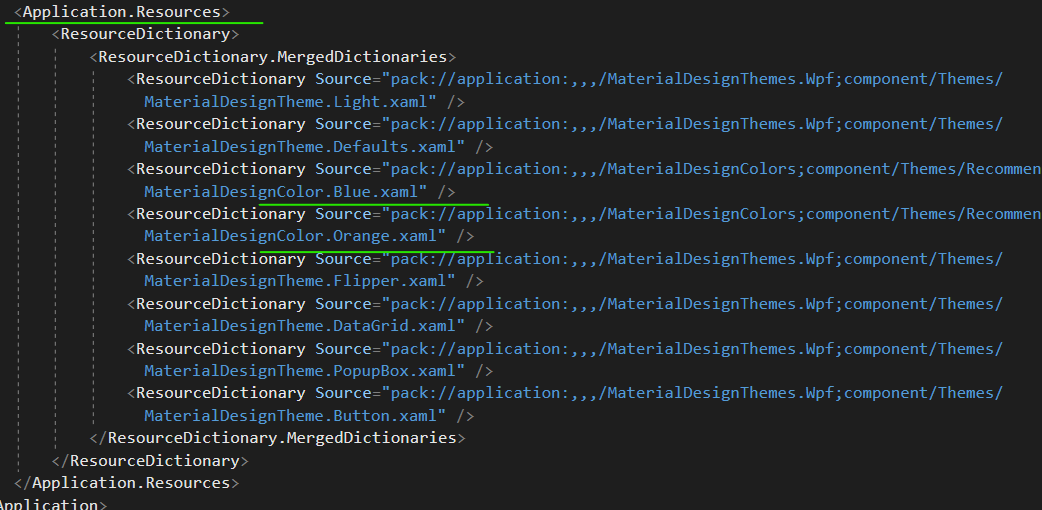 <Application.Resources>
<ResourceDictionary>
<ResourceDictionary.MergedDictionaries>
<ResourceDictionary Source="pack://application:,,,/MaterialDesignThemes.Wpf;component/Themes/
MaterialDesignTheme.Light.xaml" />
<ResourceDictionary Source="pack://application:,,,/MaterialDesignThemes.Wpf;component/Themes/
MaterialDesignTheme.Defaults.xaml" />
<ResourceDictionary Source="pack://application:,,,/MaterialDesignColors;component/Themes/Recommen
MaterialDesignColor.Blue.xaml" />
<ResourceDictionary Source="pack://application:,,,/MaterialDesignColors;component/Themes/Recommen
MaterialDesignColor.Orange.xaml" />
<ResourceDictionary Source="pack://application:,,,/MaterialDesignThemes.Wpf;component/Themes/
MaterialDesignTheme.Flipper.xaml" />
<ResourceDictionary Source="pack://application:,,,/MaterialDesignThemes.Wpf;component/Themes/
MaterialDesignTheme.DataGrid.xaml" />
<ResourceDictionary Source="pack://application:,,,/MaterialDesignThemes.Wpf;component/Themes/
MaterialDesignTheme.PopupBox.xaml" />
<ResourceDictionary Source="pack://application:,,,/MaterialDesignThemes.Wpf;component/Themes/
MaterialDesignTheme.Button.xaml" />
</ResourceDictionary.MergedDictionaries>
</ResourceDictionary>
</Application.Resources>
Application>